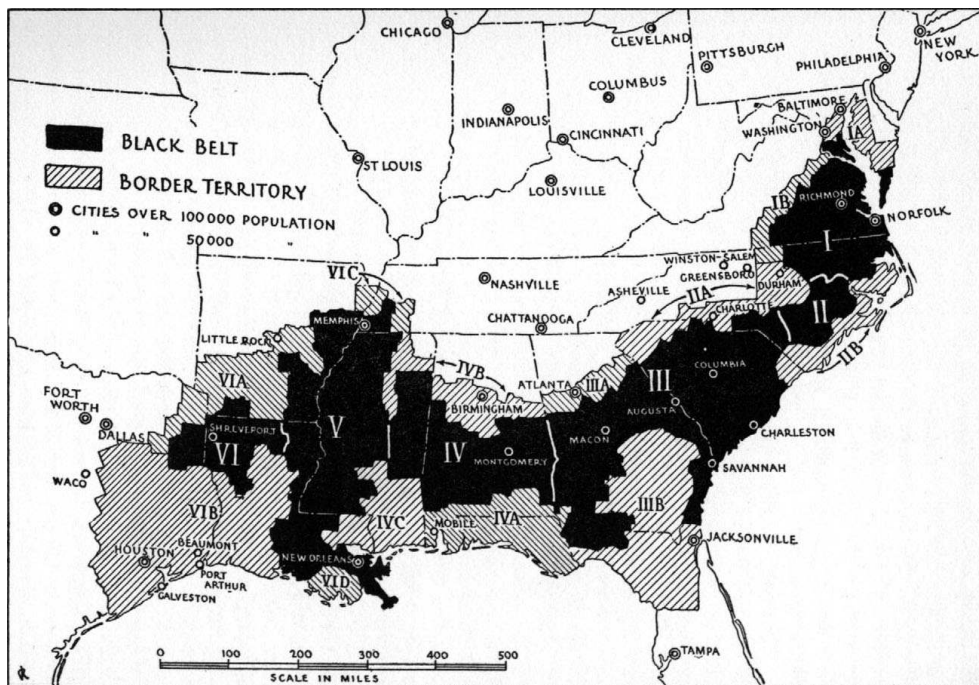 CHICAGO
CLEVELAND
PITTSBURGH
NEW
YORK
PHILADELPHIA
COLUMBUS
INDIANAPOLIS
CINCINNATI
BALTIMORE
WASHINGTON
IA
BLACK BELT
ST LOUIS
BORDER TERRITORY
LOUISVILLE
CITIES OVER 100 000 POPULATION
" " 50 000 "
IB
RICHMOND
NORFOLK
I
VIC
NASHVILLE
WINSTON-SALEM
GREENSBORO
DURHAM
ASHEVILLE
IIA
MEMPHIS
CHATTANOOGA
CHARLOTT
II
IIB
LITTLE ROCK
IVB
VIA
ATLANTA
IIIA
III
COLUMBIA
BIRMINGHAM
AUGUSTA
FORT
WORTH
DALLAS
SHREVEPORT
VI
V
IV
MONTGOMERY
MACON
CHARLESTON
WACO
SAVANNAH
VIB
IVC
MOBILE
IVA
IIIB
HOUSTON
BEAUMONT
NEW ORLEANS
JACKSONVILLE
PORT
ARTHUR
VID
GALVESTON
0 100 200 300 400 500
SCALE IN MILES
TAMPA